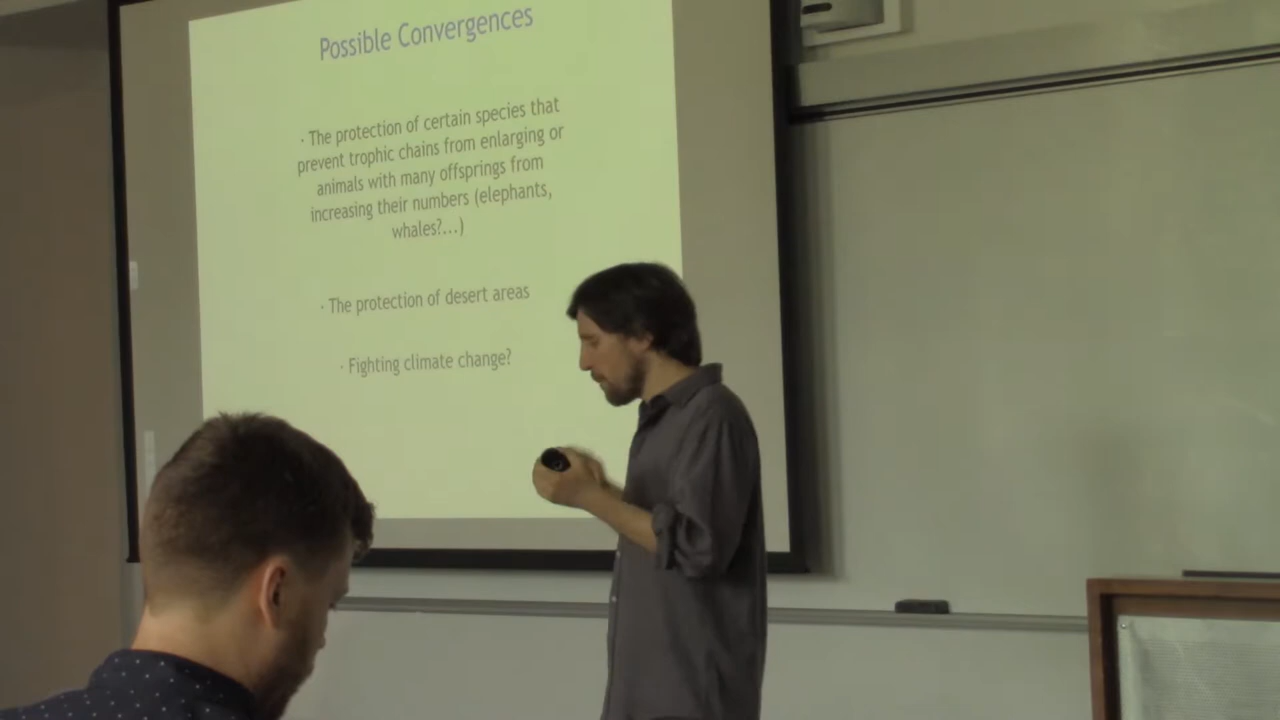 Possible Convergences
· The protection of certain species that
prevent trophic chains from enlarging or
animals with many offsprings from
increasing their numbers (elephants,
whales?...)
· The protection of desert areas
· Fighting climate change?